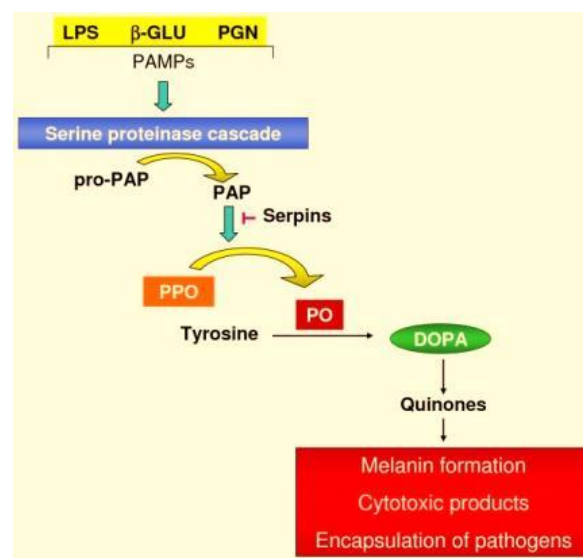 LPS β-GLU PGN
PAMPs
Serine proteinase cascade
pro-PAP
PAP
Serpins
PPO
PO
Tyrosine
DOPA
Quinones
Melanin formation
Cytotoxic products
Encapsulation of pathogens